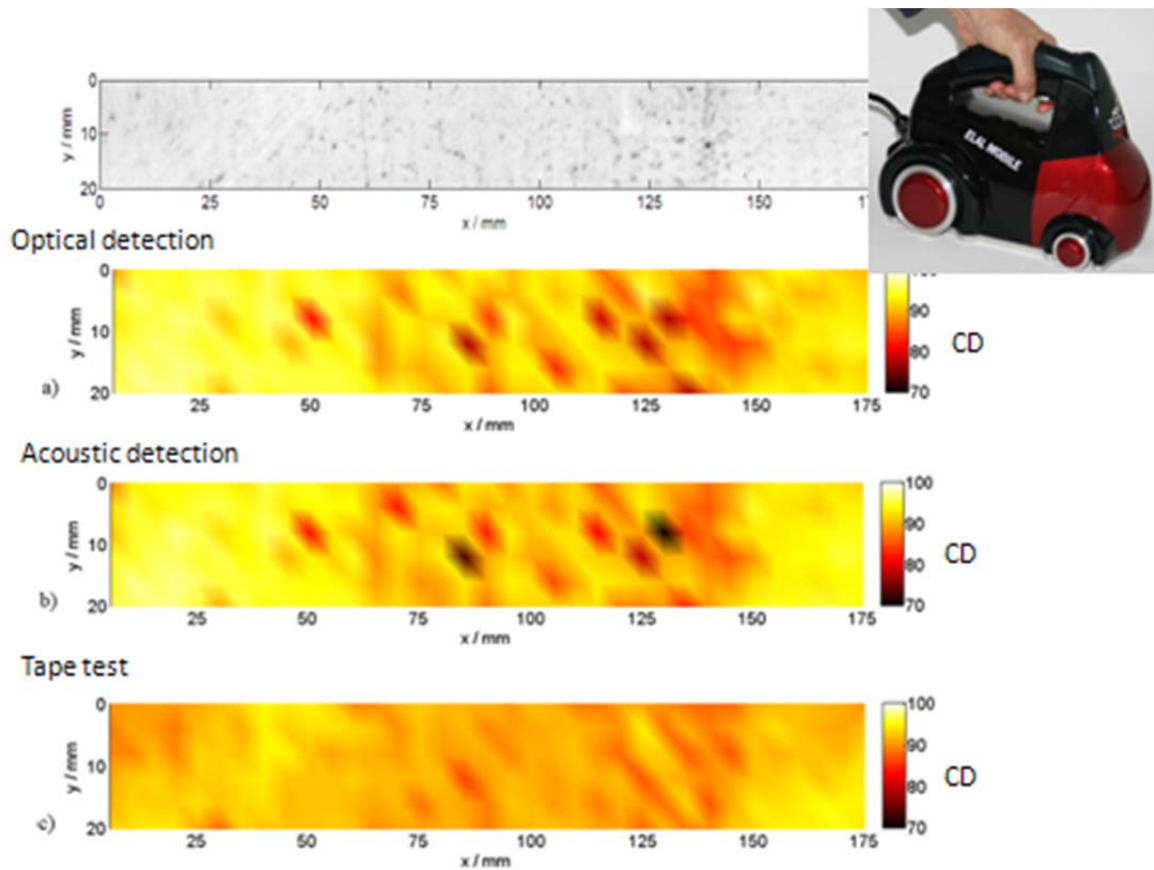 0
10
20
y / mm
0 25 50 75 100 125 150
x / mm
ELAL MOBILE
Optical detection
0
10
20
y / mm
a)
25 50 75 100 125 150 175
x / mm
90
80
70
CD
Acoustic detection
0
10
20
y / mm
b)
25 50 75 100 125 150 175
x / mm
100
90
80
70
CD
Tape test
0
10
20
y / mm
c)
25 50 75 100 125 150 175
x / mm
100
90
80
70
CD